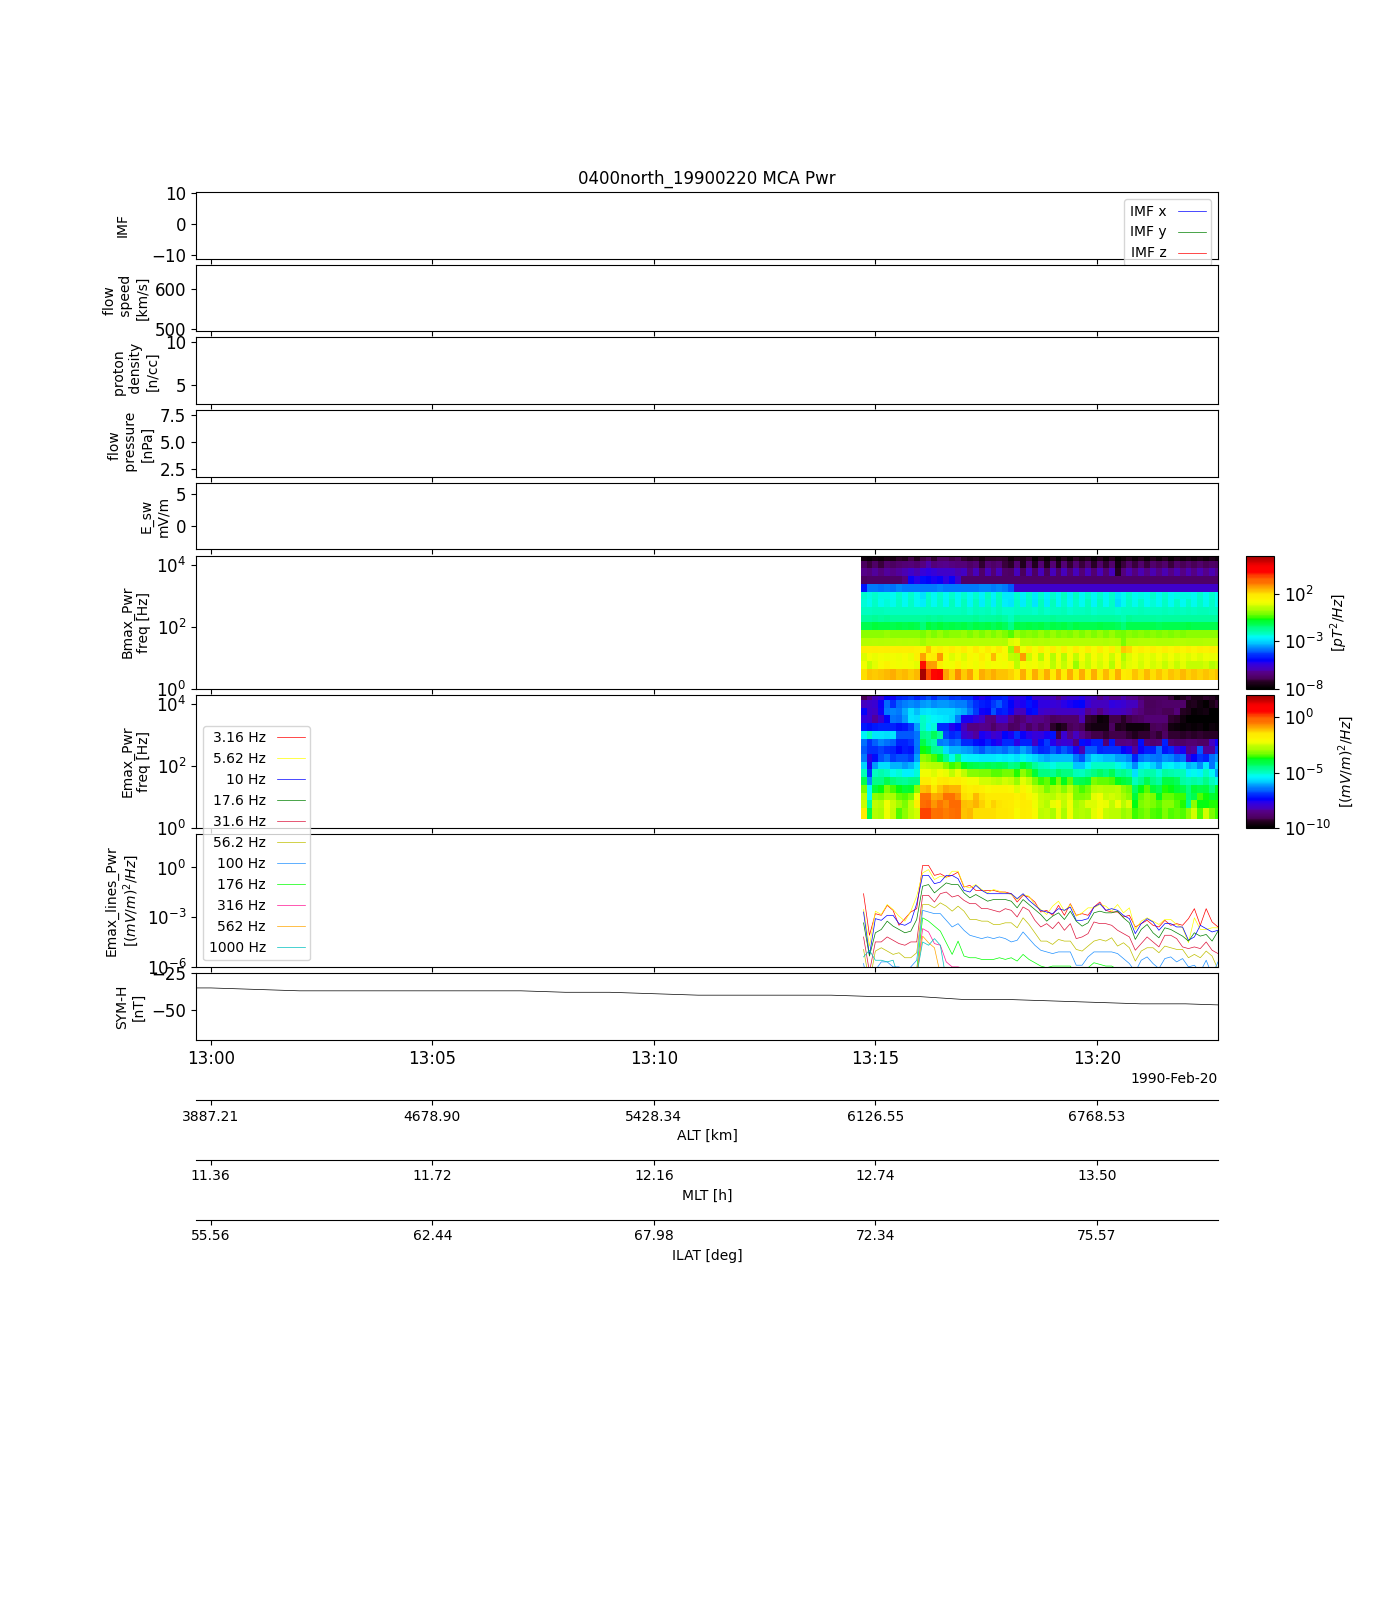 0400north_19900220 MCA Pwr
10
0
−10
IMF
IMF x
IMF y
IMF z
600
500
flow
speed
[km/s]
10
5
proton
density
[n/cc]
7.5
5.0
2.5
flow
pressure
[nPa]
5
0
E_sw
mV/m
10^4
10^2
10^0
Bmax_Pwr
freq [Hz]
10^2
10^−3
10^−8
[pT^2/Hz]
10^4
10^2
10^0
Emax_Pwr
freq [Hz]
10^0
10^−5
10^−10
[(mV/m)^2/Hz]
3.16 Hz
5.62 Hz
10 Hz
17.6 Hz
31.6 Hz
56.2 Hz
100 Hz
176 Hz
316 Hz
562 Hz
1000 Hz
10^0
10^−3
10^−6
Emax_lines_Pwr
[(mV/m)^2/Hz]
−25
−50
SYM-H
[nT]
13:00 13:05 13:10 13:15 13:20
1990-Feb-20
3887.21 4678.90 5428.34 6126.55 6768.53
ALT [km]
11.36 11.72 12.16 12.74 13.50
MLT [h]
55.56 62.44 67.98 72.34 75.57
ILAT [deg]